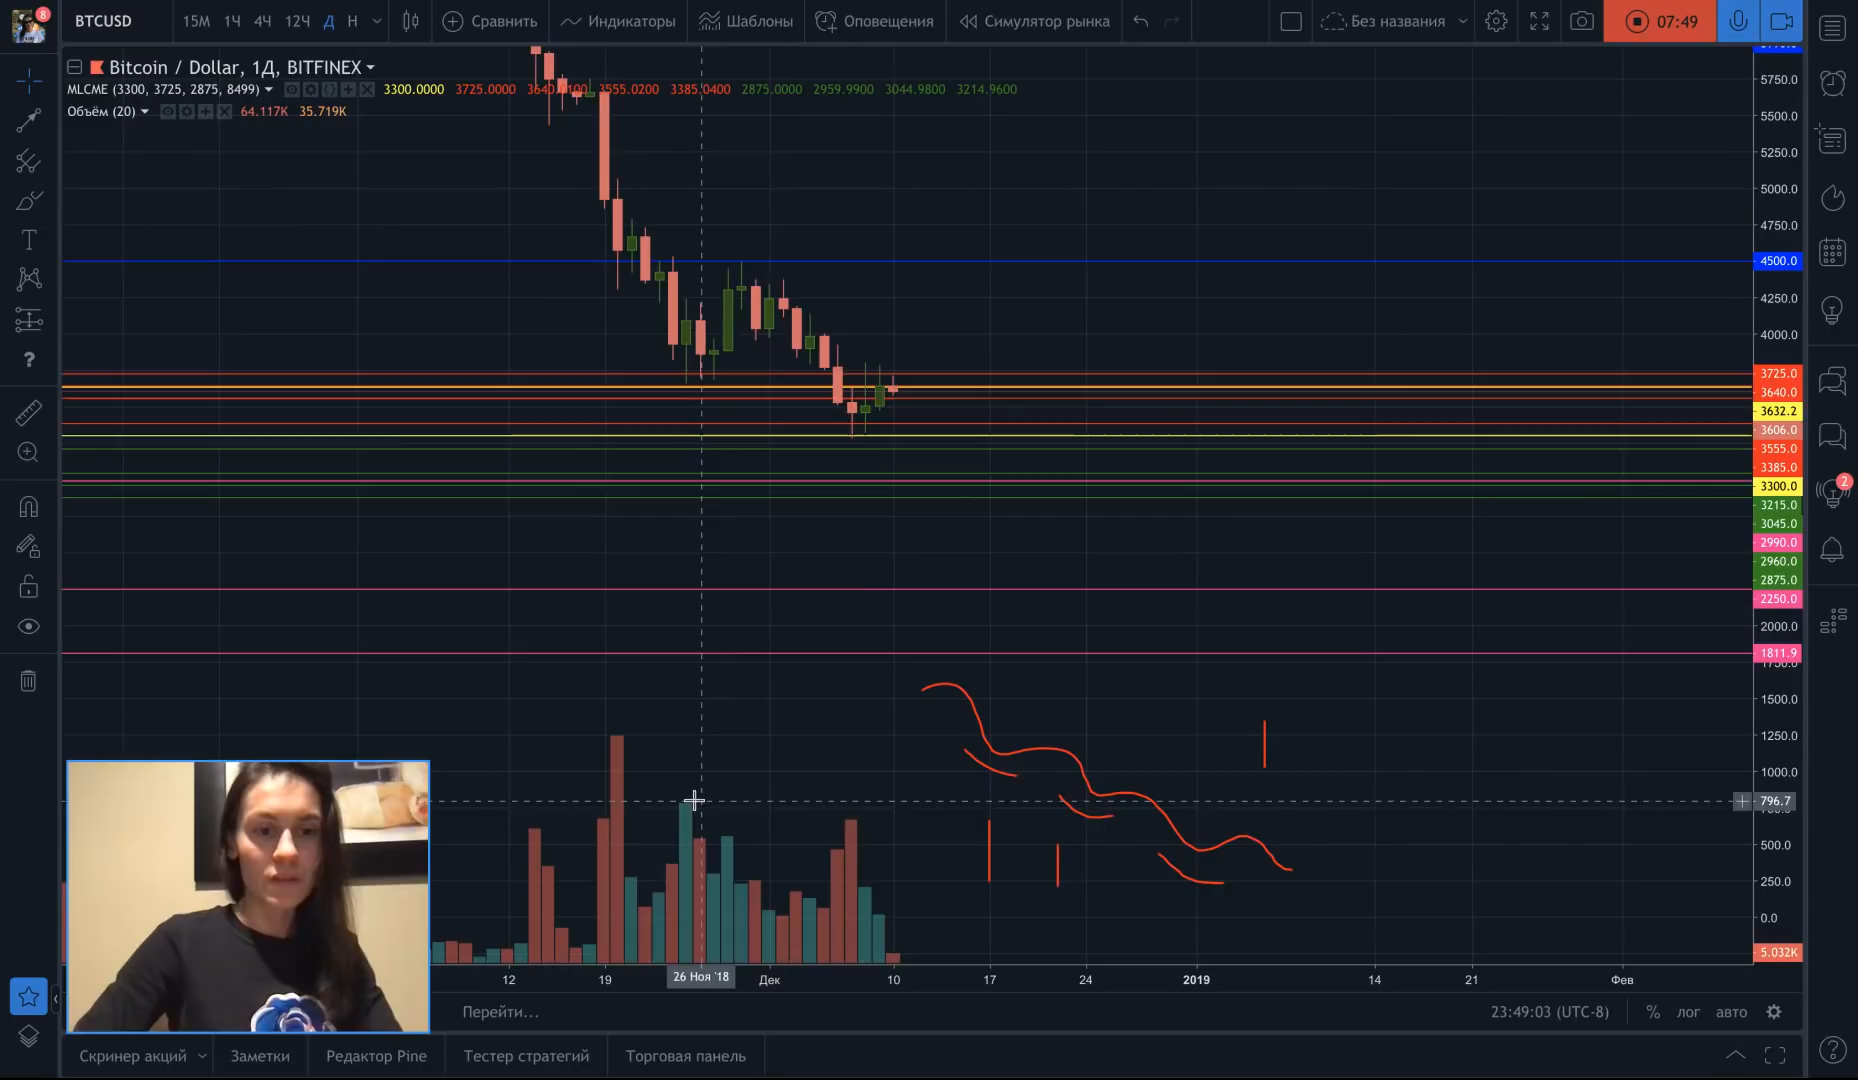 8
BTCUSD
15М 1Ч 4Ч 12Ч Д Н
Сравнить
Индикаторы
Шаблоны
Оповещения
Симулятор рынка
Без названия
07:49
Bitcoin / Dollar, 1Д, BITFINEX
MLCME (3300, 3725, 2875, 8499) 3300.0000 3725.0000 3555.0200 3385.0400 2875.0000 2959.9900 3044.9800 3214.9600
Объём (20) 64.117K 35.719K
5750.0
5500.0
5250.0
5000.0
4750.0
4500.0
4250.0
4000.0
3725.0
3640.0
3632.2
3606.0
3555.0
3385.0
3300.0
3215.0
3045.0
2990.0
2960.0
2875.0
2250.0
2000.0
1811.9
1750.0
1500.0
1250.0
1000.0
796.7
500.0
250.0
0.0
5.032K
2
12 19 26 Ноя '18 Дек 10 17 24 2019 14 21 Фев
Перейти...
23:49:03 (UTC-8)
% лог авто
Скринер акций
Заметки
Редактор Pine
Тестер стратегий
Торговая панель